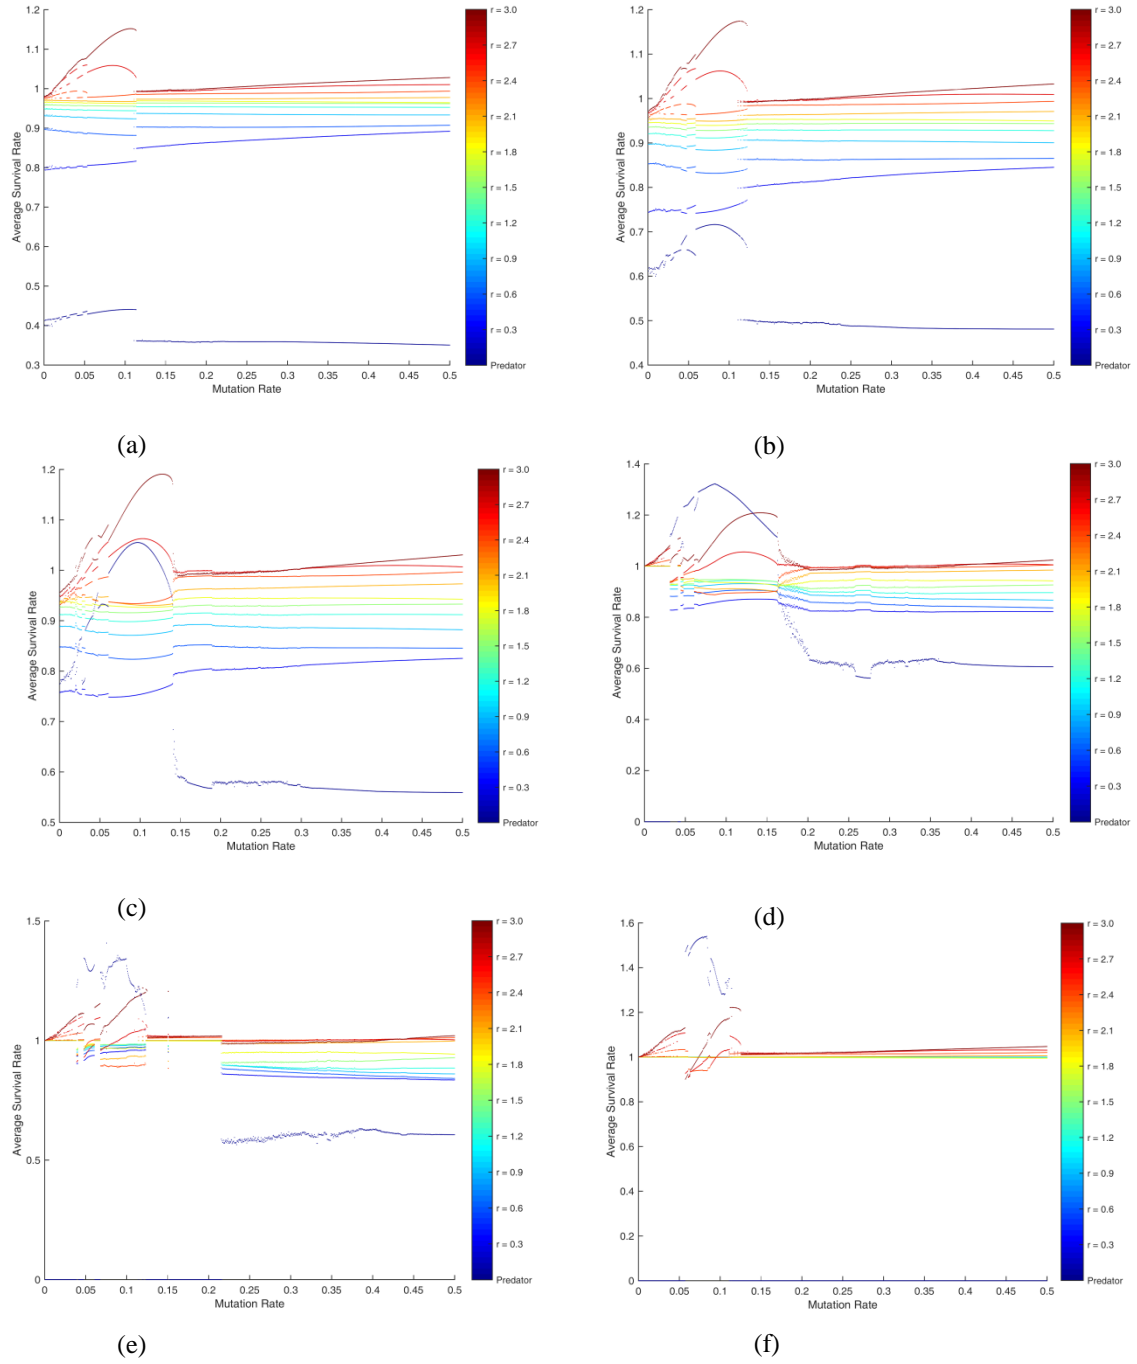 1.2
1.1
1
0.9
0.8
0.7
0.6
0.5
0.4
0.3
Average Survival Rate
0 0.05 0.1 0.15 0.2 0.25 0.3 0.35 0.4 0.45 0.5
Mutation Rate
r = 3.0
r = 2.7
r = 2.4
r = 2.1
r = 1.8
r = 1.5
r = 1.2
r = 0.9
r = 0.6
r = 0.3
Predator
(a)
1.2
1.1
1
0.9
0.8
0.7
0.6
0.5
0.4
Average Survival Rate
0 0.05 0.1 0.15 0.2 0.25 0.3 0.35 0.4 0.45 0.5
Mutation Rate
r = 3.0
r = 2.7
r = 2.4
r = 2.1
r = 1.8
r = 1.5
r = 1.2
r = 0.9
r = 0.6
r = 0.3
Predator
(b)
1.2
1.1
1
0.9
0.8
0.7
0.6
0.5
Average Survival Rate
0 0.05 0.1 0.15 0.2 0.25 0.3 0.35 0.4 0.45 0.5
Mutation Rate
r = 3.0
r = 2.7
r = 2.4
r = 2.1
r = 1.8
r = 1.5
r = 1.2
r = 0.9
r = 0.6
r = 0.3
Predator
(c)
1.4
1.2
1
0.8
0.6
0.4
0.2
0
Average Survival Rate
0 0.05 0.1 0.15 0.2 0.25 0.3 0.35 0.4 0.45 0.5
Mutation Rate
r = 3.0
r = 2.7
r = 2.4
r = 2.1
r = 1.8
r = 1.5
r = 1.2
r = 0.9
r = 0.6
r = 0.3
Predator
(d)
1.5
1
0.5
0
Average Survival Rate
0 0.05 0.1 0.15 0.2 0.25 0.3 0.35 0.4 0.45 0.5
Mutation Rate
r = 3.0
r = 2.7
r = 2.4
r = 2.1
r = 1.8
r = 1.5
r = 1.2
r = 0.9
r = 0.6
r = 0.3
Predator
(e)
1.6
1.4
1.2
1
0.8
0.6
0.4
0.2
0
Average Survival Rate
0 0.05 0.1 0.15 0.2 0.25 0.3 0.35 0.4 0.45 0.5
Mutation Rate
r = 3.0
r = 2.7
r = 2.4
r = 2.1
r = 1.8
r = 1.5
r = 1.2
r = 0.9
r = 0.6
r = 0.3
Predator
(f)